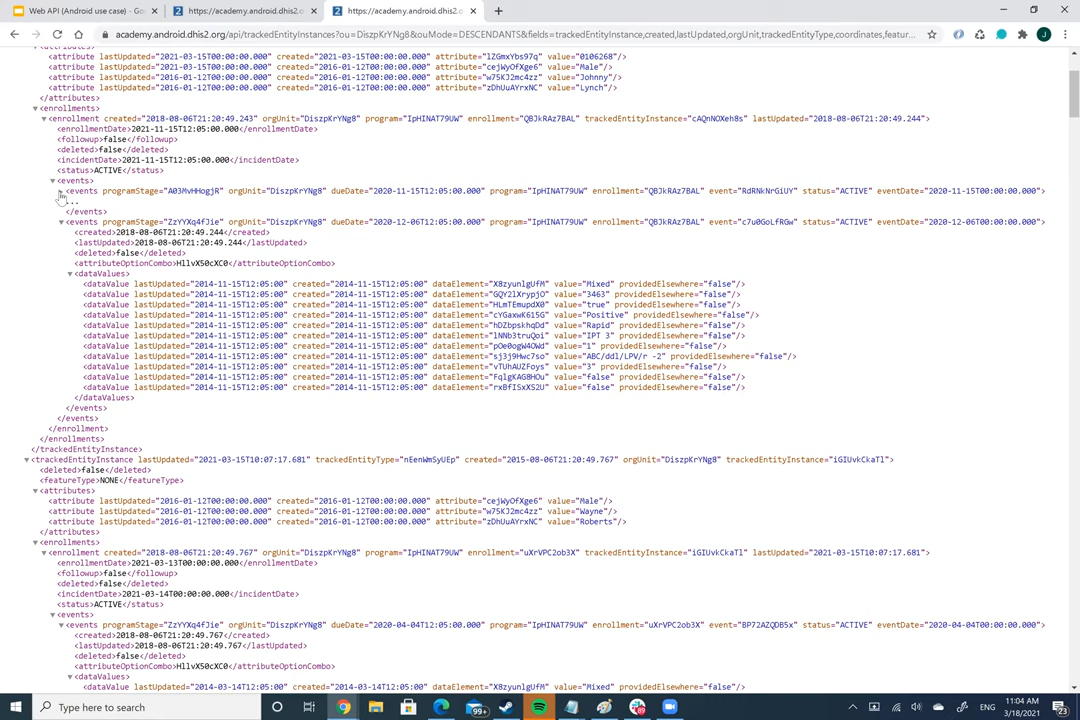 Web API (Android use case) - Go
https://academy.android.dhis2.o
https://academy.android.dhis2.o
academy.android.dhis2.org/api/trackedEntityInstances?ou=DiszpKrYNg8&ouMode=DESCENDANTS&fields=trackedEntityInstance,created,lastUpdated,orgUnit,trackedEntityType,coordinates,featur...
J
<attributes>
<attribute lastUpdated="2021-03-15T00:00:00.000" created="2021-03-15T00:00:00.000" attribute="lZGmxYbs97q" value="0106268"/>
<attribute lastUpdated="2016-01-12T00:00:00.000" created="2016-01-12T00:00:00.000" attribute="cejWyOfXge6" value="Male"/>
<attribute lastUpdated="2016-01-12T00:00:00.000" created="2016-01-12T00:00:00.000" attribute="w75KJ2mc4zz" value="Johnny"/>
<attribute lastUpdated="2016-01-12T00:00:00.000" created="2016-01-12T00:00:00.000" attribute="zDhUuAYrxNC" value="Lynch"/>
</attributes>
<enrollments>
<enrollment created="2018-08-06T21:20:49.243" orgUnit="DiszpKrYNg8" program="IpHINAT79UW" enrollment="QBJkRAz7BAL" trackedEntityInstance="cAQnNOXeh8s" lastUpdated="2018-08-06T21:20:49.244">
<enrollmentDate>2021-11-15T12:05:00.000</enrollmentDate>
<followup>false</followup>
<deleted>false</deleted>
<incidentDate>2021-11-15T12:05:00.000</incidentDate>
<status>ACTIVE</status>
<events>
<events programStage="A03MvHHogjR" orgUnit="DiszpKrYNg8" dueDate="2020-11-15T12:05:00.000" program="IpHINAT79UW" enrollment="QBJkRAz7BAL" event="RdRNkNrGiUY" status="ACTIVE" eventDate="2020-11-15T00:00:00.000">
...
</events>
<events programStage="ZzYYXq4fJie" orgUnit="DiszpKrYNg8" dueDate="2020-12-06T12:05:00.000" program="IpHINAT79UW" enrollment="QBJkRAz7BAL" event="c7u0GoLfRGw" status="ACTIVE" eventDate="2020-12-06T00:00:00.000">
<created>2018-08-06T21:20:49.244</created>
<lastUpdated>2018-08-06T21:20:49.244</lastUpdated>
<deleted>false</deleted>
<attributeOptionCombo>HllvX50cXC0</attributeOptionCombo>
<dataValues>
<dataValue lastUpdated="2014-11-15T12:05:00" created="2014-11-15T12:05:00" dataElement="X8zyunlgUfM" value="Mixed" providedElsewhere="false"/>
<dataValue lastUpdated="2014-11-15T12:05:00" created="2014-11-15T12:05:00" dataElement="GQY2lXrypjO" value="3463" providedElsewhere="false"/>
<dataValue lastUpdated="2014-11-15T12:05:00" created="2014-11-15T12:05:00" dataElement="HLmTEmupdX0" value="true" providedElsewhere="false"/>
<dataValue lastUpdated="2014-11-15T12:05:00" created="2014-11-15T12:05:00" dataElement="cYGaxwK615G" value="Positive" providedElsewhere="false"/>
<dataValue lastUpdated="2014-11-15T12:05:00" created="2014-11-15T12:05:00" dataElement="hDZbpskhqDd" value="Rapid" providedElsewhere="false"/>
<dataValue lastUpdated="2014-11-15T12:05:00" created="2014-11-15T12:05:00" dataElement="lNNb3truQoi" value="IPT 3" providedElsewhere="false"/>
<dataValue lastUpdated="2014-11-15T12:05:00" created="2014-11-15T12:05:00" dataElement="pOe0ogW4OWd" value="1" providedElsewhere="false"/>
<dataValue lastUpdated="2014-11-15T12:05:00" created="2014-11-15T12:05:00" dataElement="sj3j9Hwc7so" value="ABC/ddl/LPV/r -2" providedElsewhere="false"/>
<dataValue lastUpdated="2014-11-15T12:05:00" created="2014-11-15T12:05:00" dataElement="vTUhAUZFoys" value="3" providedElsewhere="false"/>
<dataValue lastUpdated="2014-11-15T12:05:00" created="2014-11-15T12:05:00" dataElement="FqlgKAG8HOu" value="false" providedElsewhere="false"/>
<dataValue lastUpdated="2014-11-15T12:05:00" created="2014-11-15T12:05:00" dataElement="rxBfISxXS2U" value="false" providedElsewhere="false"/>
</dataValues>
</events>
</events>
</enrollment>
</enrollments>
</trackedEntityInstance>
<trackedEntityInstance lastUpdated="2021-03-15T10:07:17.681" trackedEntityType="nEenWmSyUEp" created="2015-08-06T21:20:49.767" orgUnit="DiszpKrYNg8" trackedEntityInstance="iGIUvkCkaTl">
<deleted>false</deleted>
<featureType>NONE</featureType>
<attributes>
<attribute lastUpdated="2016-01-12T00:00:00.000" created="2016-01-12T00:00:00.000" attribute="cejWyOfXge6" value="Male"/>
<attribute lastUpdated="2016-01-12T00:00:00.000" created="2016-01-12T00:00:00.000" attribute="w75KJ2mc4zz" value="Wayne"/>
<attribute lastUpdated="2016-01-12T00:00:00.000" created="2016-01-12T00:00:00.000" attribute="zDhUuAYrxNC" value="Roberts"/>
</attributes>
<enrollments>
<enrollment created="2018-08-06T21:20:49.767" orgUnit="DiszpKrYNg8" program="IpHINAT79UW" enrollment="uXrVPC2ob3X" trackedEntityInstance="iGIUvkCkaTl" lastUpdated="2021-03-15T10:07:17.681">
<enrollmentDate>2021-03-13T00:00:00.000</enrollmentDate>
<followup>false</followup>
<deleted>false</deleted>
<incidentDate>2021-03-14T00:00:00.000</incidentDate>
<status>ACTIVE</status>
<events>
<events programStage="ZzYYXq4fJie" orgUnit="DiszpKrYNg8" dueDate="2020-04-04T12:05:00.000" program="IpHINAT79UW" enrollment="uXrVPC2ob3X" event="BP72AZQDB5x" status="ACTIVE" eventDate="2020-04-04T00:00:00.000">
<created>2018-08-06T21:20:49.767</created>
<lastUpdated>2018-08-06T21:20:49.767</lastUpdated>
<deleted>false</deleted>
<attributeOptionCombo>HllvX50cXC0</attributeOptionCombo>
<dataValues>
<dataValue lastUpdated="2014-03-14T12:05:00" created="2014-03-14T12:05:00" dataElement="X8zyunlgUfM" value="Mixed" providedElsewhere="false"/>
Type here to search
99+
ENG
11:04 AM
3/18/2021
23